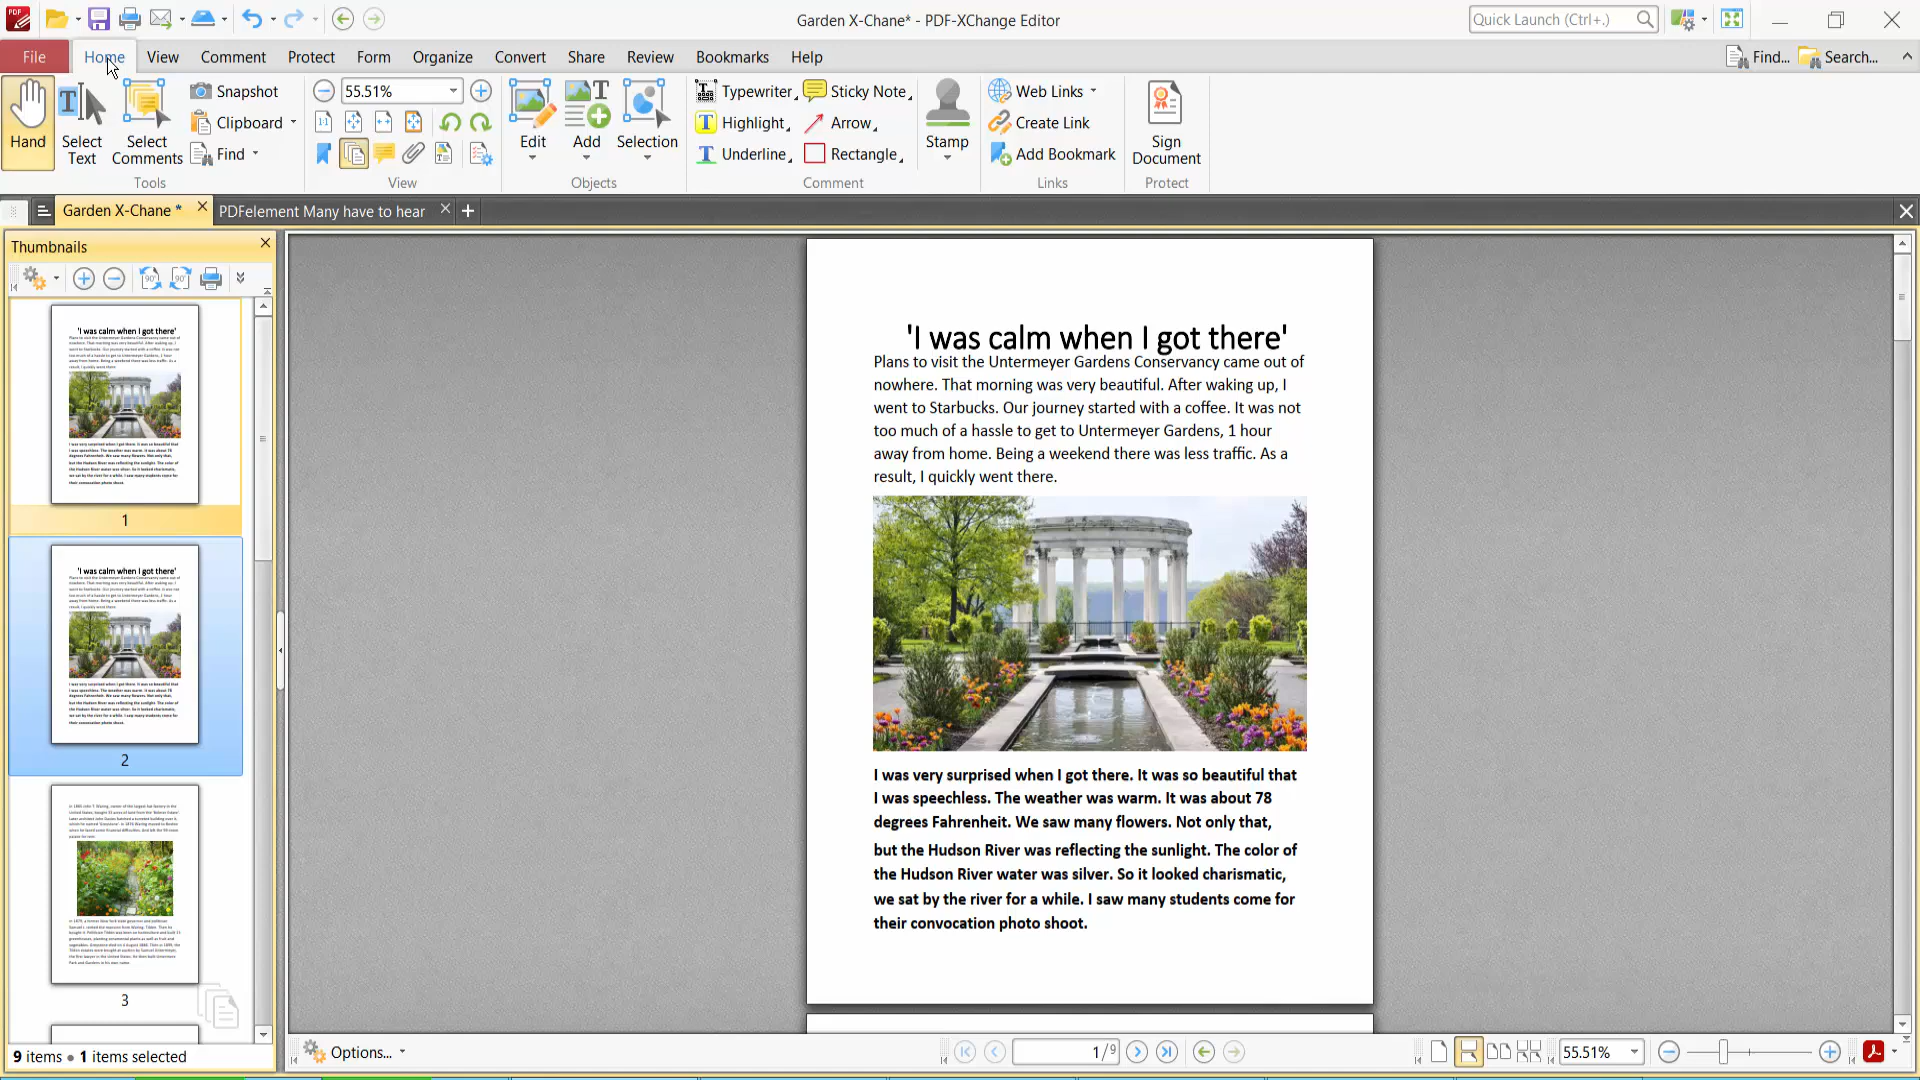 Garden X-Chane* - PDF-XChange Editor
Quick Launch (Ctrl+.)
File Home View Comment Protect Form Organize Convert Share Review Bookmarks Help
Find... Search...
Hand
Select Text
Select Comments
Snapshot
Clipboard
Find
Tools
55.51%
View
Edit
Add
Selection
Objects
Typewriter
Highlight
Underline
Sticky Note
Arrow
Rectangle
Stamp
Comment
Web Links
Create Link
Add Bookmark
Links
Sign Document
Protect
Garden X-Chane *
PDFelement Many have to hear
Thumbnails
1
2
3
9 items • 1 items selected
'I was calm when I got there'
Plans to visit the Untermeyer Gardens Conservancy came out of
nowhere. That morning was very beautiful. After waking up, I
went to Starbucks. Our journey started with a coffee. It was not
too much of a hassle to get to Untermeyer Gardens, 1 hour
away from home. Being a weekend there was less traffic. As a
result, I quickly went there.
I was very surprised when I got there. It was so beautiful that
I was speechless. The weather was warm. It was about 78
degrees Fahrenheit. We saw many flowers. Not only that,
but the Hudson River was reflecting the sunlight. The color of
the Hudson River water was silver. So it looked charismatic,
we sat by the river for a while. I saw many students come for
their convocation photo shoot.
Options...
1/9
55.51%